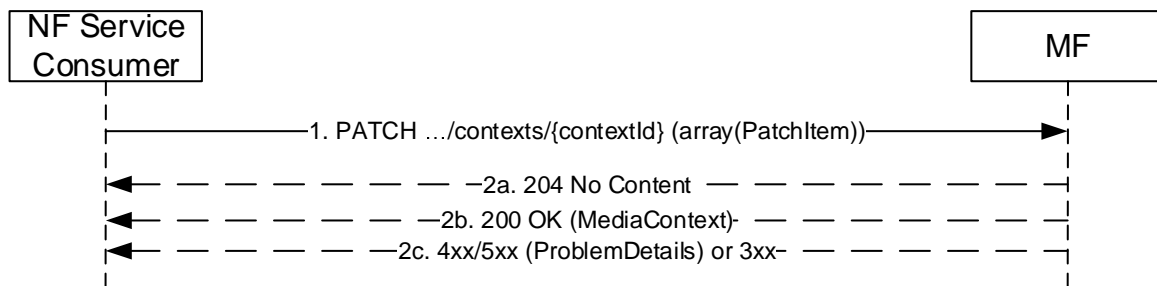 NF Service
Consumer
MF
1. PATCH …/contexts/{contextId} (array(PatchItem))
2a. 204 No Content
2b. 200 OK (MediaContext)
2c. 4xx/5xx (ProblemDetails) or 3xx